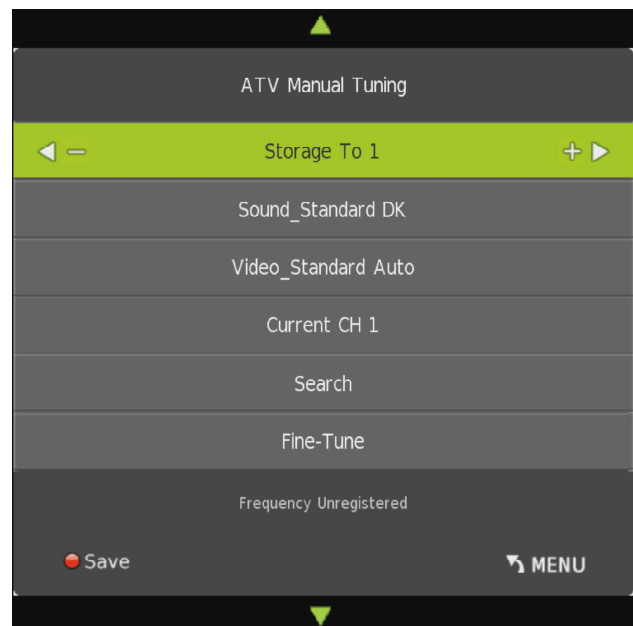 ATV Manual Tuning
Storage To 1
Sound_Standard DK
Video_Standard Auto
Current CH 1
Search
Fine-Tune
Frequency Unregistered
Save MENU